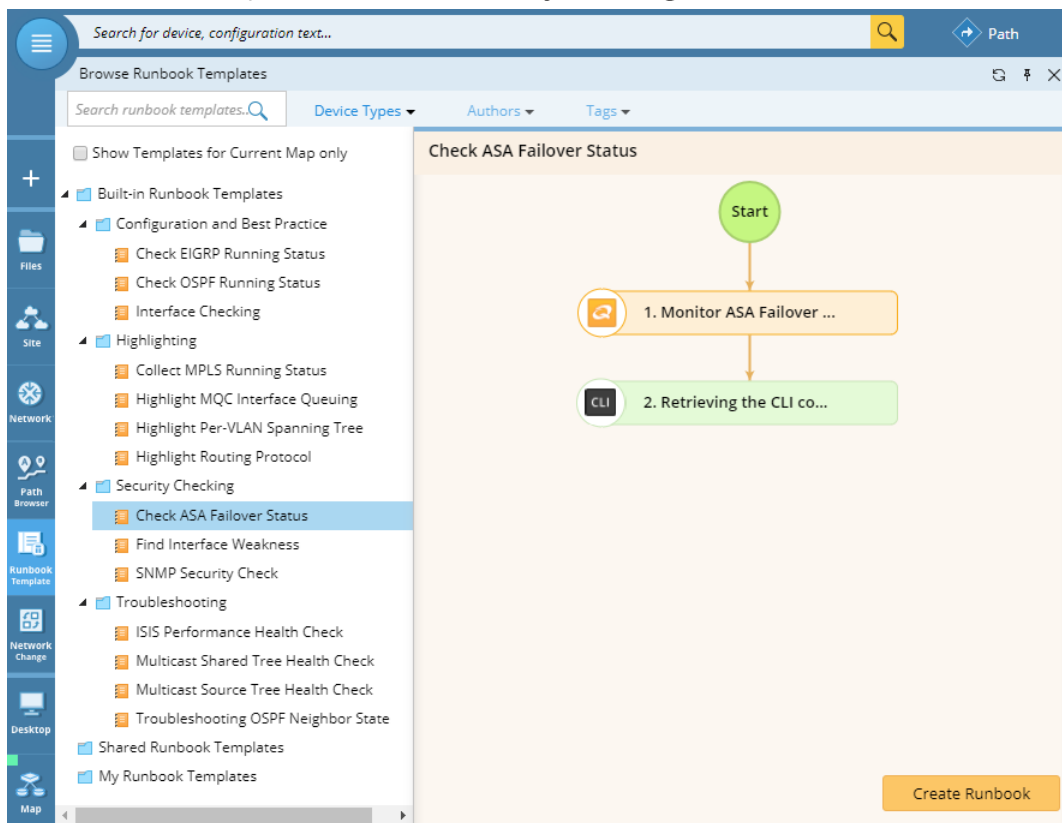 Search for device, configuration text...
Path
Browse Runbook Templates
Search runbook templates..
Device Types
Authors
Tags
Show Templates for Current Map only
Check ASA Failover Status
Built-in Runbook Templates
Configuration and Best Practice
Check EIGRP Running Status
Check OSPF Running Status
Interface Checking
Highlighting
Collect MPLS Running Status
Highlight MQC Interface Queuing
Highlight Per-VLAN Spanning Tree
Highlight Routing Protocol
Security Checking
Check ASA Failover Status
Find Interface Weakness
SNMP Security Check
Troubleshooting
ISIS Performance Health Check
Multicast Shared Tree Health Check
Multicast Source Tree Health Check
Troubleshooting OSPF Neighbor State
Shared Runbook Templates
My Runbook Templates
Start
1. Monitor ASA Failover ...
CLI
2. Retrieving the CLI co...
Create Runbook
Files
Site
Network
Path
Browser
Runbook
Template
Network
Change
Desktop
Map